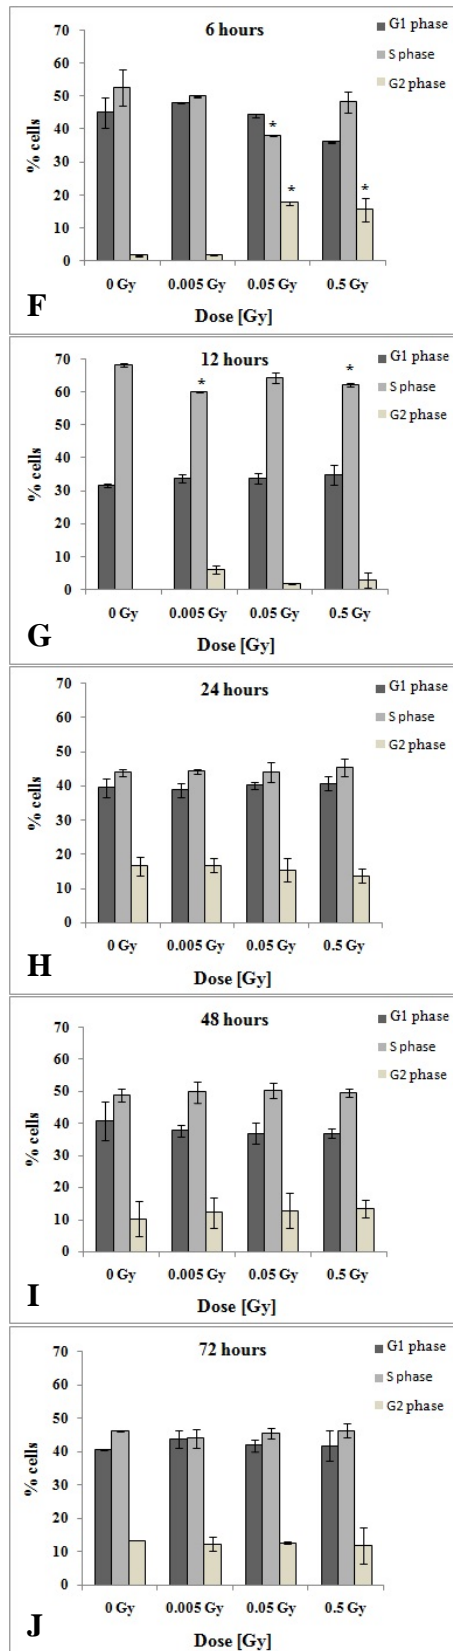 6 hours
G1 phase
S phase
G2 phase
% cells
60
50
40
30
20
10
0
*
*
*
0 Gy 0.005 Gy 0.05 Gy 0.5 Gy
Dose [Gy]
F
12 hours
G1 phase
S phase
G2 phase
% cells
70
60
50
40
30
20
10
0
*
*
0 Gy 0.005 Gy 0.05 Gy 0.5 Gy
Dose [Gy]
G
24 hours
G1 phase
S phase
G2 phase
% cells
70
60
50
40
30
20
10
0
0 Gy 0.005 Gy 0.05 Gy 0.5 Gy
Dose [Gy]
H
48 hours
G1 phase
S phase
G2 phase
% cells
70
60
50
40
30
20
10
0
0 Gy 0.005 Gy 0.05 Gy 0.5 Gy
Dose [Gy]
I
72 hours
G1 phase
S phase
G2 phase
% cells
70
60
50
40
30
20
10
0
0 Gy 0.005 Gy 0.05 Gy 0.5 Gy
Dose [Gy]
J